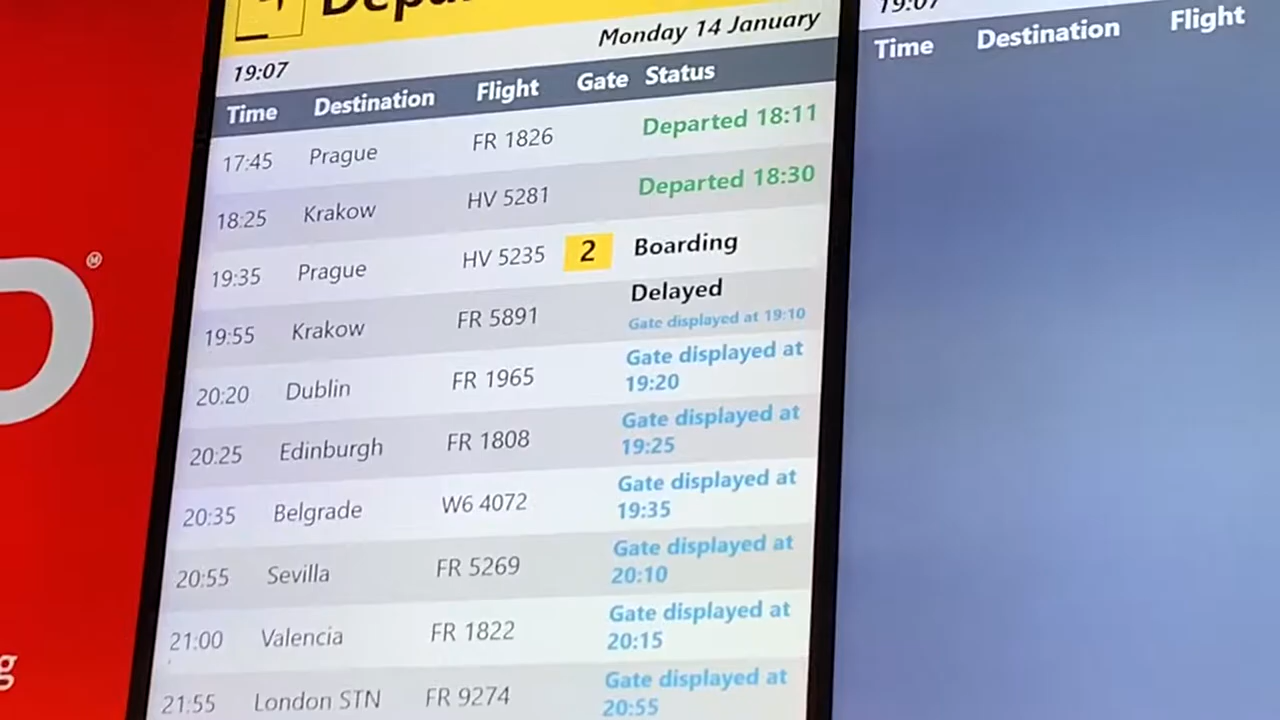 Depar
Monday 14 January
19:07
Time Destination Flight Gate Status
17:45 Prague FR 1826 Departed 18:11
18:25 Krakow HV 5281 Departed 18:30
19:35 Prague HV 5235 2 Boarding
19:55 Krakow FR 5891 Delayed
Gate displayed at 19:10
20:20 Dublin FR 1965 Gate displayed at
19:20
20:25 Edinburgh FR 1808 Gate displayed at
19:25
20:35 Belgrade W6 4072 Gate displayed at
19:35
20:55 Sevilla FR 5269 Gate displayed at
20:10
21:00 Valencia FR 1822 Gate displayed at
20:15
21:55 London STN FR 9274 Gate displayed at
20:55
19:07
Time Destination Flight
g